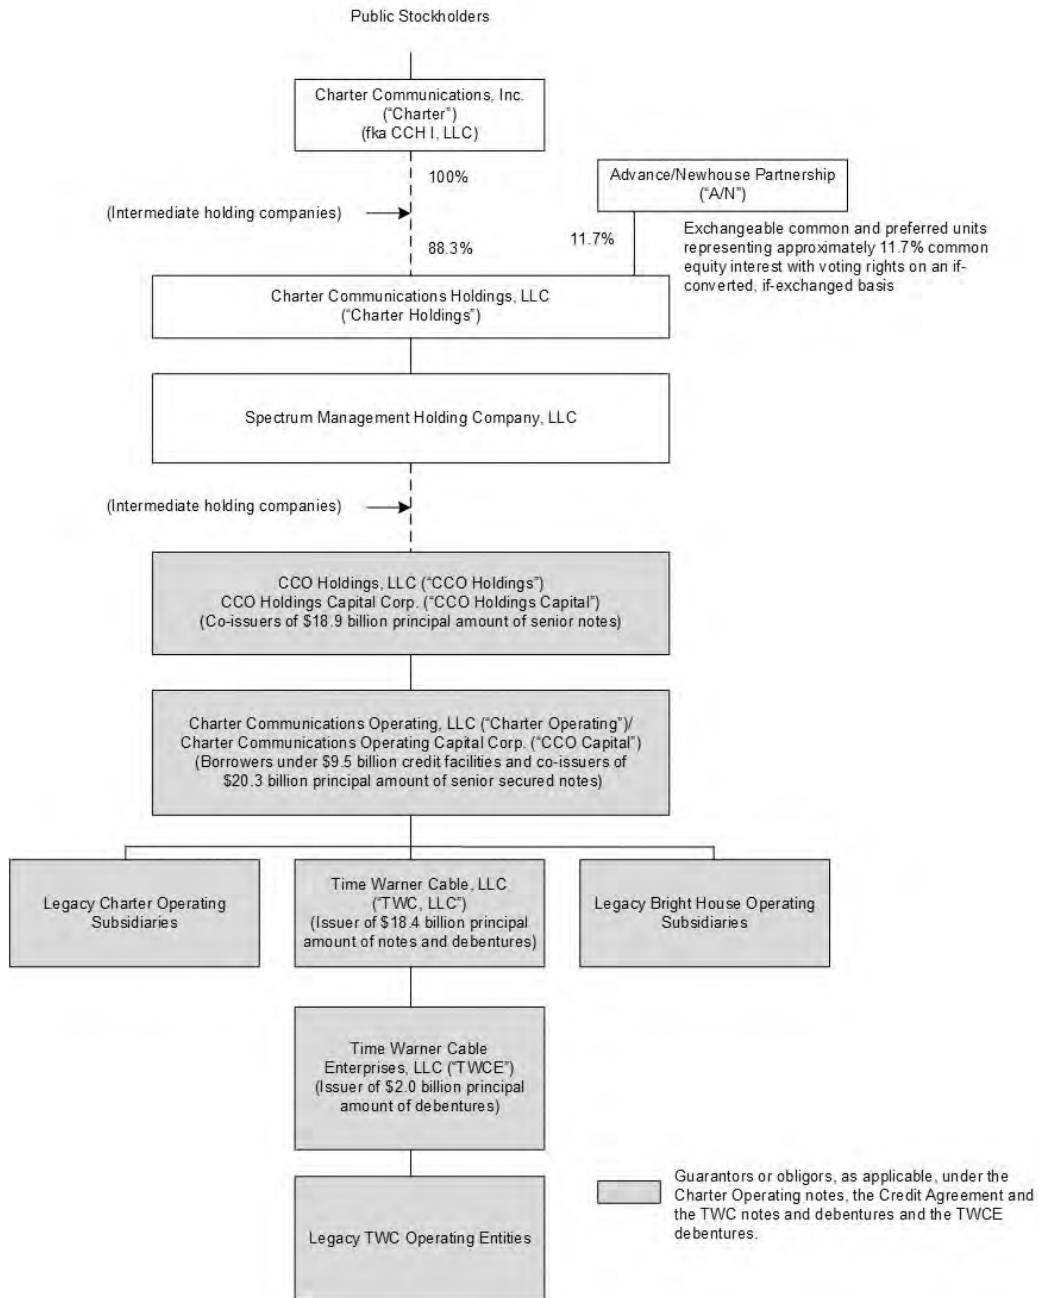 Public Stockholders
Charter Communications, Inc.
("Charter")
(fka CCH I, LLC)
100%
Advance/Newhouse Partnership
("A/N")
(Intermediate holding companies)
88.3%
11.7%
Exchangeable common and preferred units
representing approximately 11.7% common
equity interest with voting rights on an if-
converted, if-exchanged basis
Charter Communications Holdings, LLC
("Charter Holdings")
Spectrum Management Holding Company, LLC
(Intermediate holding companies)
CCO Holdings, LLC ("CCO Holdings")
CCO Holdings Capital Corp. ("CCO Holdings Capital")
(Co-issuers of $18.9 billion principal amount of senior notes)
Charter Communications Operating, LLC ("Charter Operating")/
Charter Communications Operating Capital Corp. ("CCO Capital")
(Borrowers under $9.5 billion credit facilities and co-issuers of
$20.3 billion principal amount of senior secured notes)
Legacy Charter Operating
Subsidiaries
Time Warner Cable, LLC
("TWC, LLC")
(Issuer of $18.4 billion principal
amount of notes and debentures)
Legacy Bright House Operating
Subsidiaries
Time Warner Cable
Enterprises, LLC ("TWCE")
(Issuer of $2.0 billion principal
amount of debentures)
Legacy TWC Operating Entities
Guarantors or obligors, as applicable, under the
Charter Operating notes, the Credit Agreement and
the TWC notes and debentures and the TWCE
debentures.